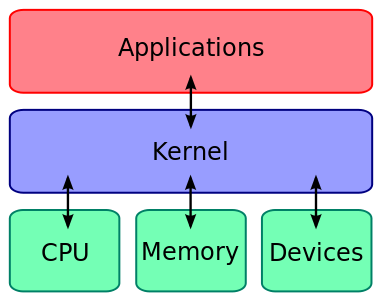 Applications
Kernel
CPU
Memory
Devices